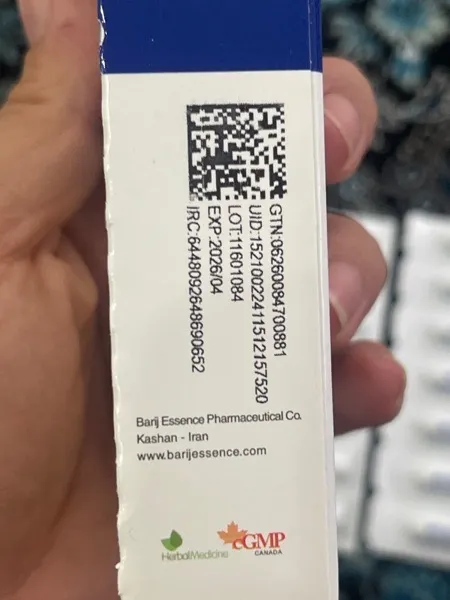 GTN:06260084700881
UID:15210022411512157520
LOT:11601084
EXP:2026/04
IRC:6448092648690652
Barij Essence Pharmaceutical Co.
Kashan - Iran
www.barijessence.com
HerbalMedicine
cGMP
CANADA